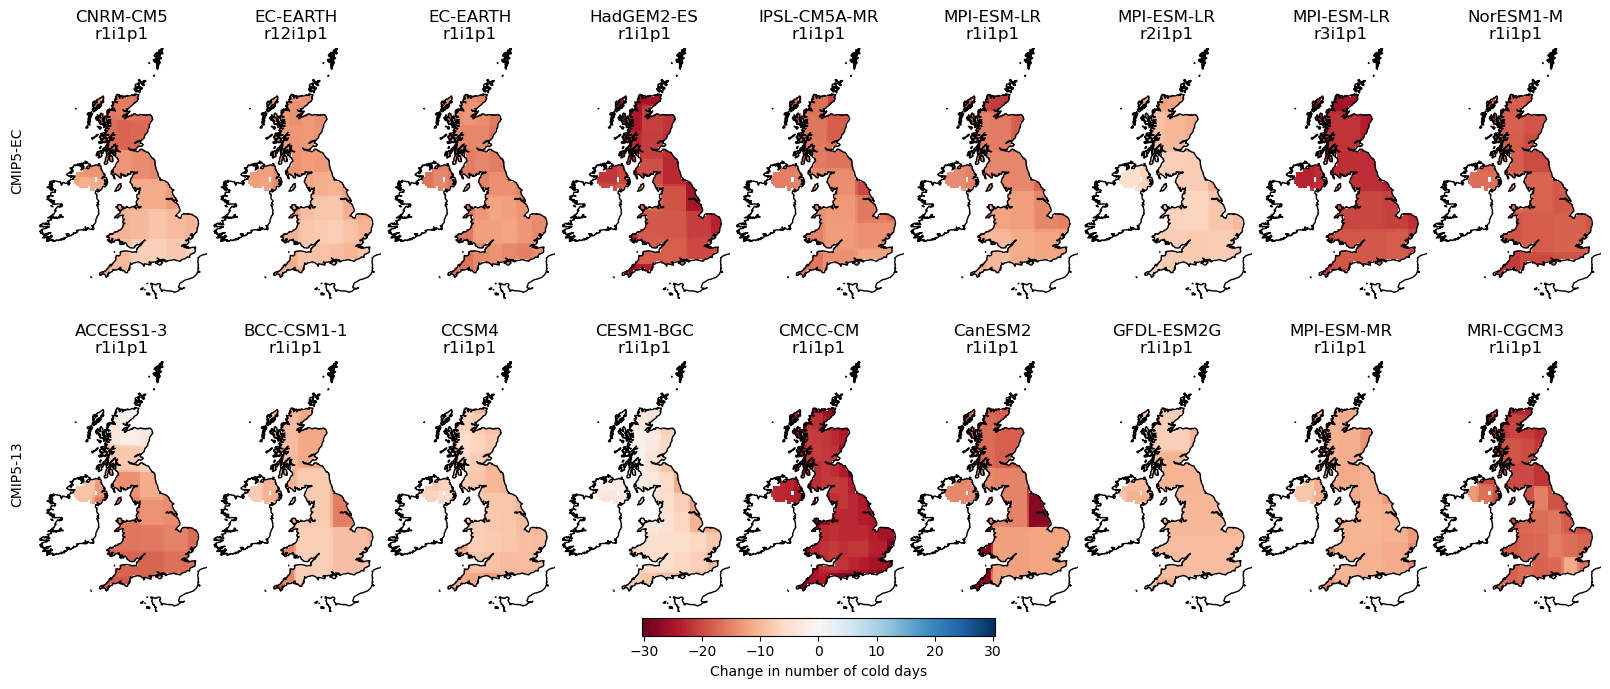 CNRM-CM5 EC-EARTH EC-EARTH HadGEM2-ES IPSL-CM5A-MR MPI-ESM-LR MPI-ESM-LR MPI-ESM-LR NorESM1-M
r1i1p1 r12i1p1 r1i1p1 r1i1p1 r1i1p1 r1i1p1 r2i1p1 r3i1p1 r1i1p1
CMIP5-EC
ACCESS1-3 BCC-CSM1-1 CCSM4 CESM1-BGC CMCC-CM CanESM2 GFDL-ESM2G MPI-ESM-MR MRI-CGCM3
r1i1p1 r1i1p1 r1i1p1 r1i1p1 r1i1p1 r1i1p1 r1i1p1 r1i1p1 r1i1p1
CMIP5-13
−30 −20 −10 0 10 20 30
Change in number of cold days